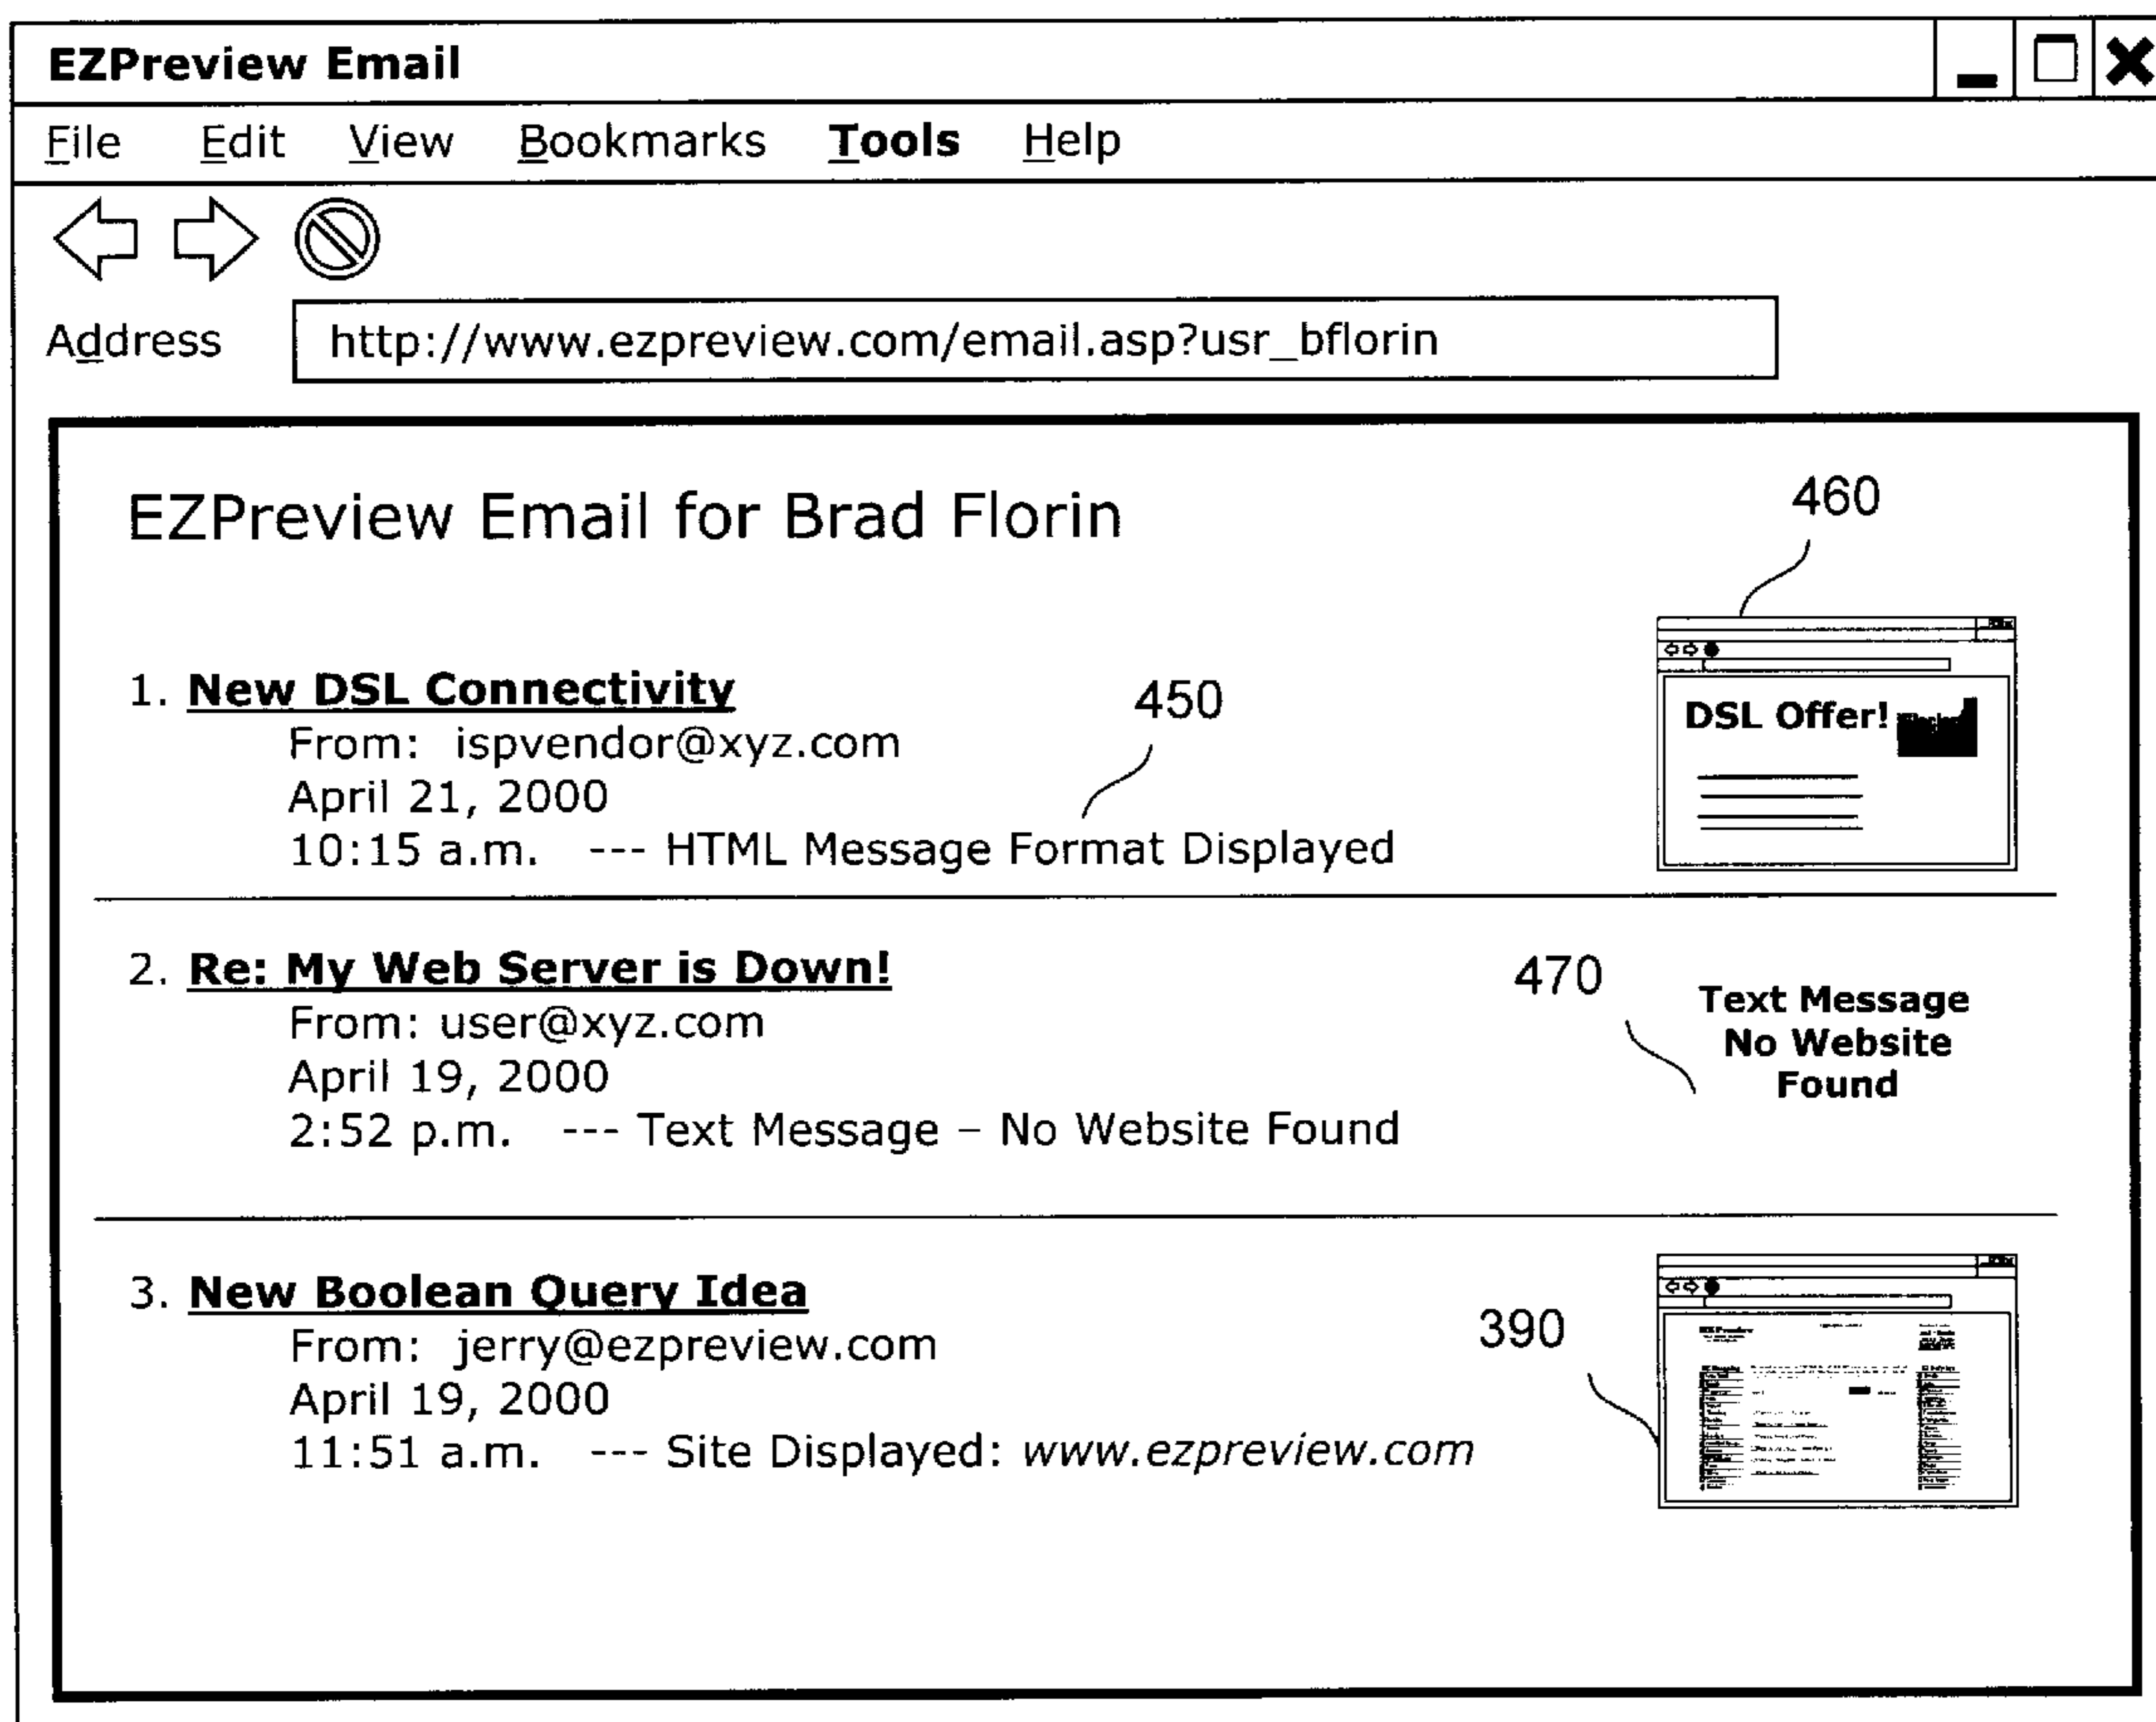 EZPreview Email
File Edit View Bookmarks Tools Help
Address http://www.ezpreview.com/email.asp?usr_bflorin
EZPreview Email for Brad Florin
460
1. New DSL Connectivity
From: ispvendor@xyz.com
April 21, 2000
10:15 a.m. --- HTML Message Format Displayed
450
DSL Offer!
2. Re: My Web Server is Down!
From: user@xyz.com
April 19, 2000
2:52 p.m. --- Text Message – No Website Found
470
Text Message
No Website
Found
3. New Boolean Query Idea
From: jerry@ezpreview.com
April 19, 2000
11:51 a.m. --- Site Displayed: www.ezpreview.com
390